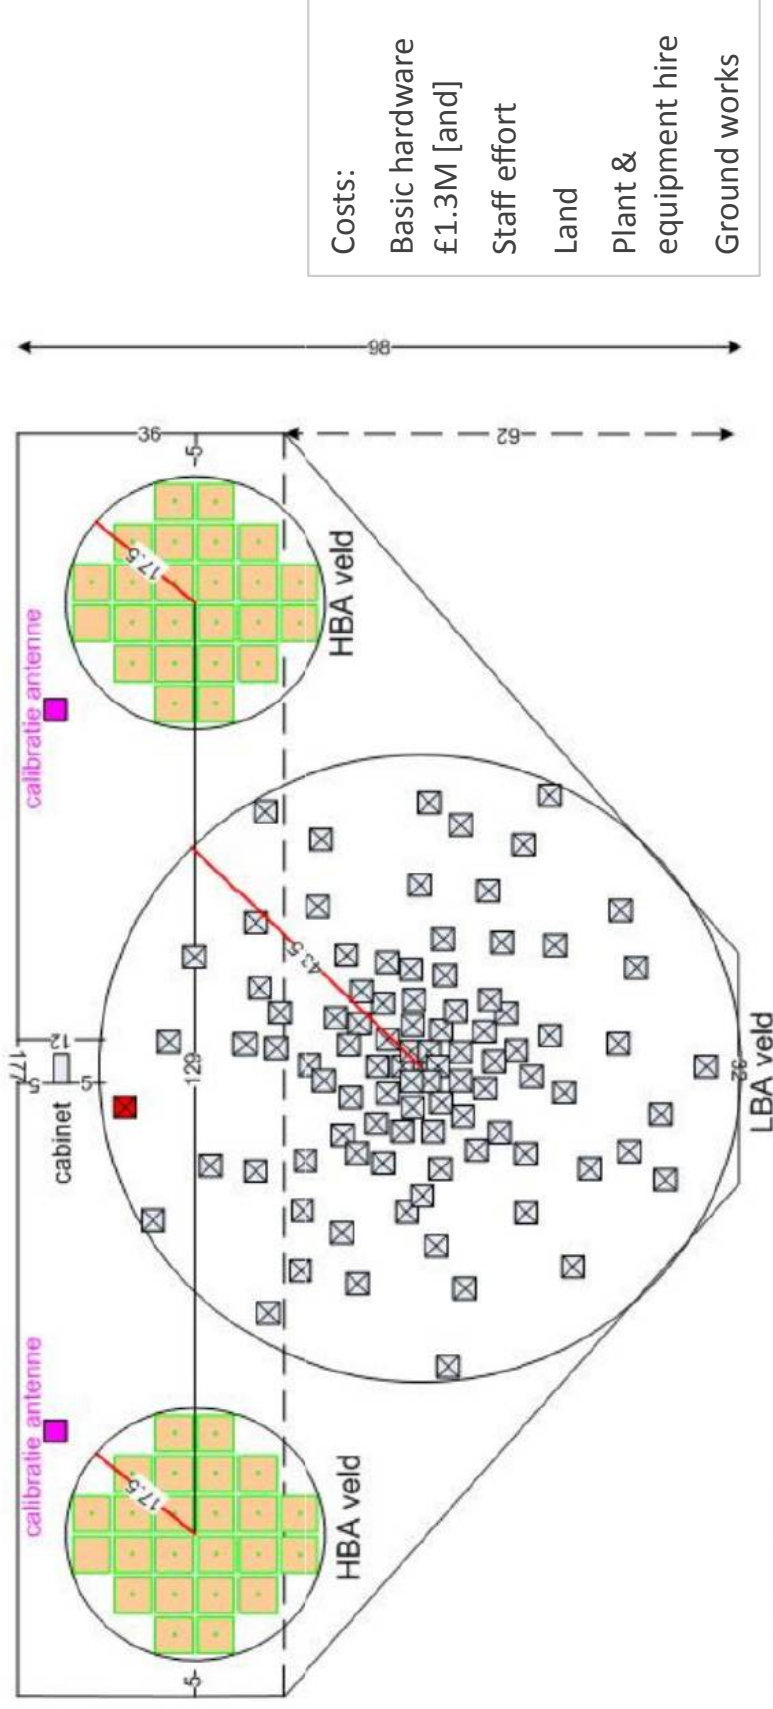 177
calibratie antenne
calibratie antenne
5
12
cabinet
5
36
17.5
17.5
5
129
5
HBA veld
HBA veld
43.5
98
62
32
LBA veld
Costs:
Basic hardware
£1.3M [and]
Staff effort
Land
Plant &
equipment hire
Ground works